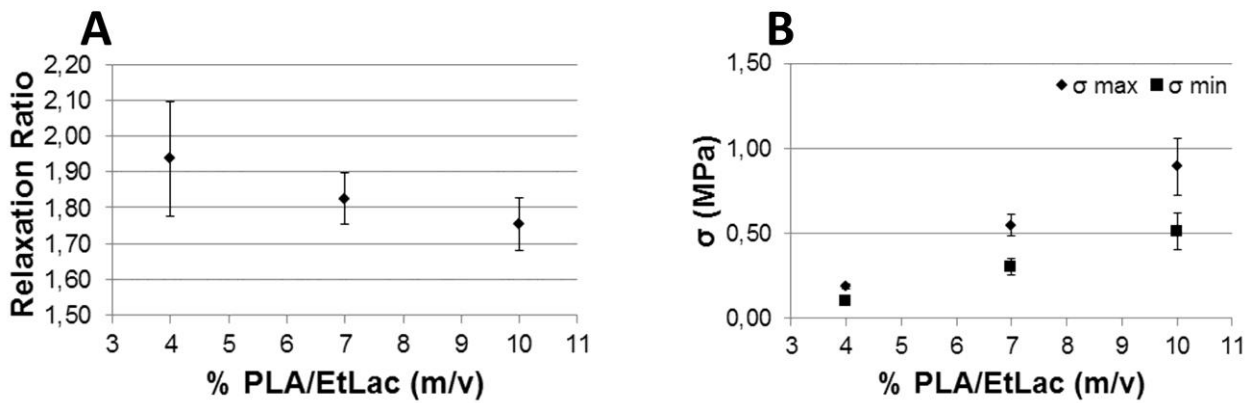 A
Relaxation Ratio
2,20
2,10
2,00
1,90
1,80
1,70
1,60
1,50
3 4 5 6 7 8 9 10 11
% PLA/EtLac (m/v)
B
σ (MPa)
1,50
1,00
0,50
0,00
σ max σ min
3 4 5 6 7 8 9 10 11
% PLA/EtLac (m/v)